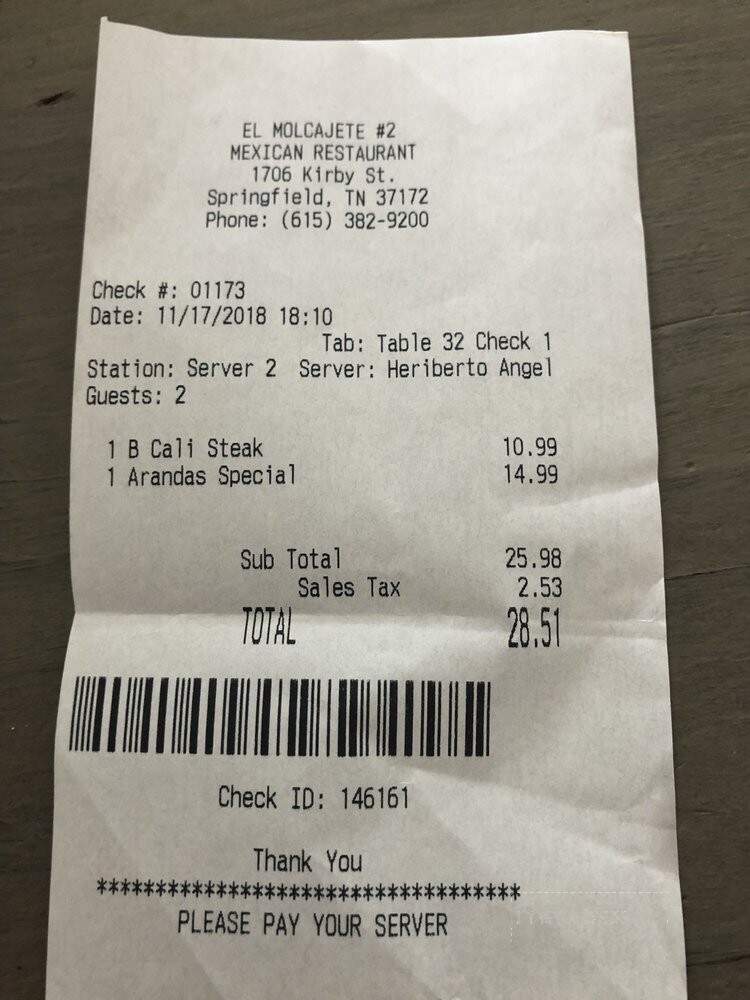 EL MOLCAJETE #2
MEXICAN RESTAURANT
1706 Kirby St.
Springfield, TN 37172
Phone: (615) 382-9200
Check #: 01173
Date: 11/17/2018 18:10
Tab: Table 32 Check 1
Station: Server 2 Server: Heriberto Angel
Guests: 2
1 B Cali Steak 10.99
1 Arandas Special 14.99
Sub Total 25.98
Sales Tax 2.53
TOTAL 28.51
Check ID: 146161
Thank You
*************************************
PLEASE PAY YOUR SERVER